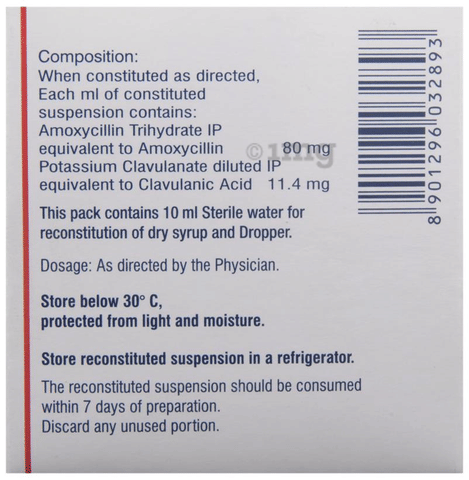 Composition:
When constituted as directed,
Each ml of constituted
suspension contains:
Amoxycillin Trihydrate IP
equivalent to Amoxycillin 80 mg
Potassium Clavulanate diluted IP
equivalent to Clavulanic Acid 11.4 mg
This pack contains 10 ml Sterile water for
reconstitution of dry syrup and Dropper.
Dosage: As directed by the Physician.
Store below 30° C,
protected from light and moisture.
Store reconstituted suspension in a refrigerator.
The reconstituted suspension should be consumed
within 7 days of preparation.
Discard any unused portion.
8 901296 032893
© 1mg